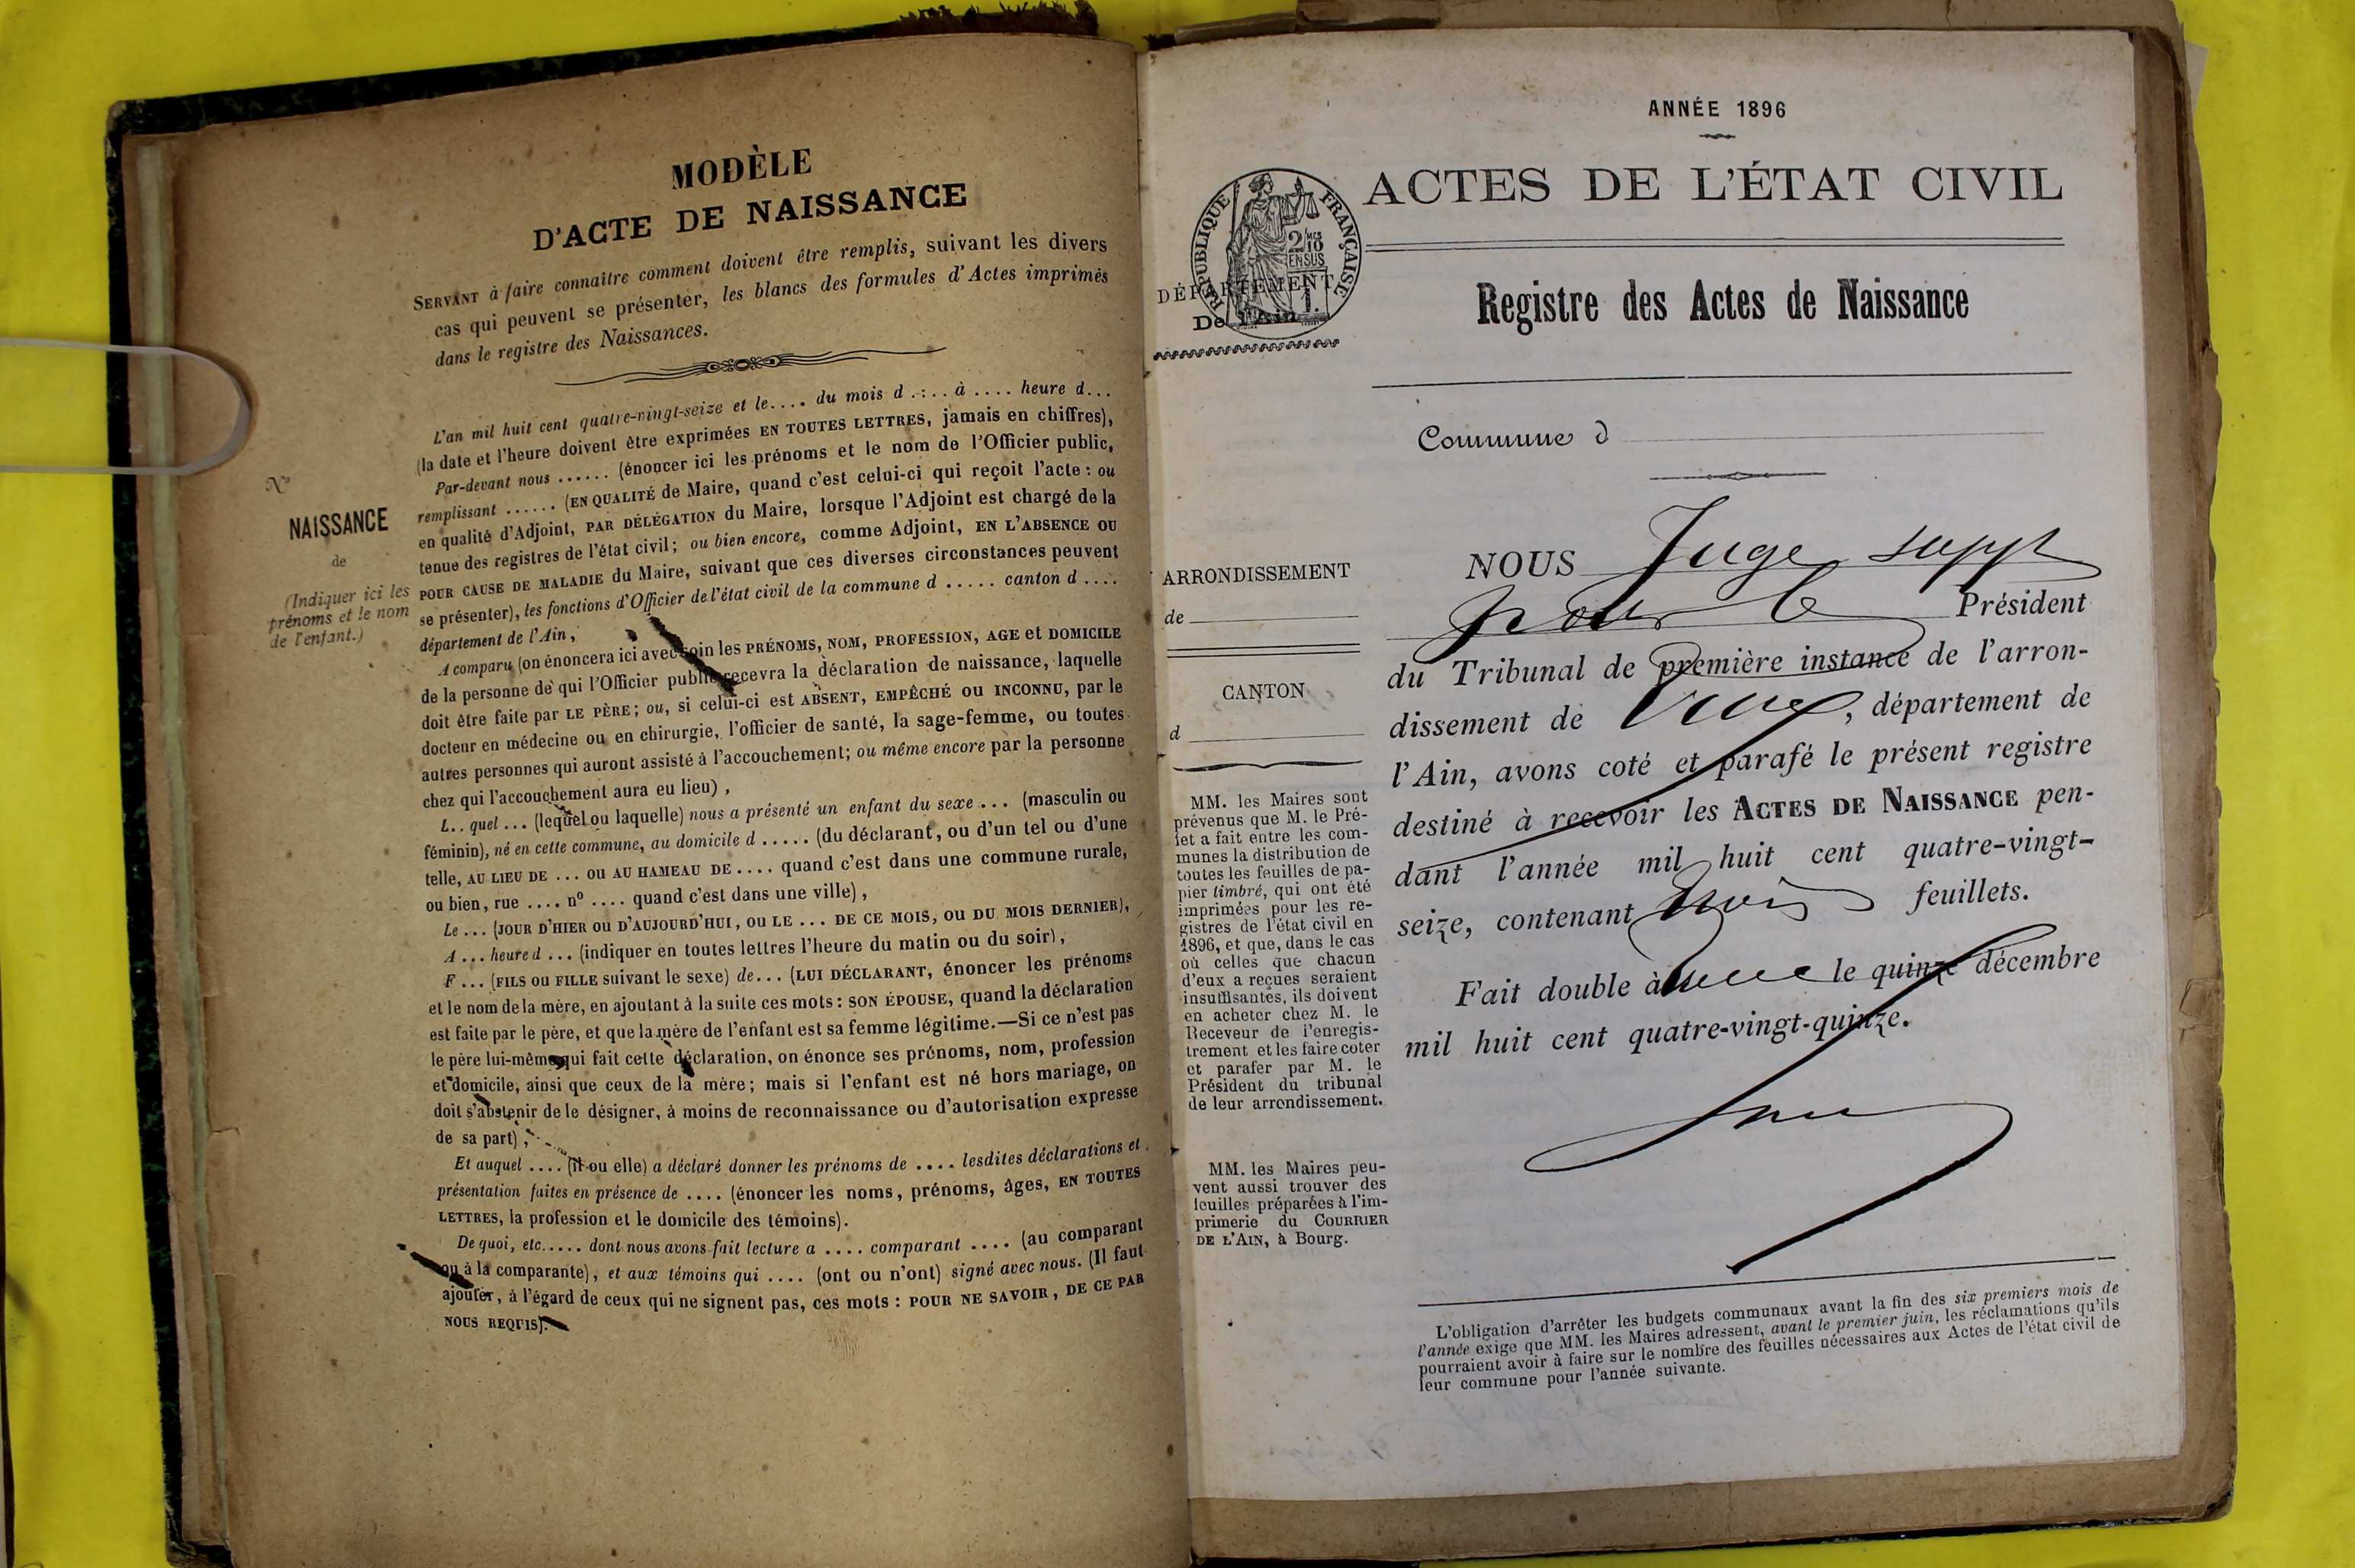 MODÈLE
D'ACTE DE NAISSANCE
SERVANT à faire connaître comment doivent être remplis, suivant les divers
cas qui peuvent se présenter, les blancs des formules d'Actes imprimés
dans le registre des Naissances.
L'an mil huit cent quatre-vingt-seize et le.... du mois d .... à .... heure d...
(la date et l'heure doivent être exprimées EN TOUTES LETTRES, jamais en chiffres),
Par-devant nous ...... (énoncer ici les prénoms et le nom de l'Officier public,
remplissant ...... (EN QUALITÉ de Maire, quand c'est celui-ci qui reçoit l'acte : ou
en qualité d'Adjoint, PAR DÉLÉGATION du Maire, lorsque l'Adjoint est chargé de la
tenue des registres de l'état civil; ou bien encore, comme Adjoint, EN L'ABSENCE OU
POUR CAUSE DE MALADIE du Maire, suivant que ces diverses circonstances peuvent
se présenter), les fonctions d'Officier de l'état civil de la commune d ..... canton d ....
département de l'Ain,
A comparu (on énoncera ici avec soin les PRÉNOMS, NOM, PROFESSION, AGE et DOMICILE
de la personne de qui l'Officier public recevra la déclaration de naissance, laquelle
doit être faite par LE PÈRE; ou, si celui-ci est ABSENT, EMPÊCHÉ OU INCONNU, par le
docteur en médecine ou en chirurgie, l'officier de santé, la sage-femme, ou toutes
autres personnes qui auront assisté à l'accouchement; ou même encore par la personne
chez qui l'accouchement aura eu lieu),
L.. quel ... (lequel ou laquelle) nous a présenté un enfant du sexe ... (masculin ou
féminin), né en cette commune, au domicile d ..... (du déclarant, ou d'un tel ou d'une
telle, AU LIEU DE ... OU AU HAMEAU DE .... quand c'est dans une commune rurale,
ou bien, rue .... nº .... quand c'est dans une ville),
Le ... (JOUR D'HIER OU D'AUJOURD'HUI, OU LE ... DE CE MOIS, OU DU MOIS DERNIER),
A ... heure d ... (indiquer en toutes lettres l'heure du matin ou du soir),
F ... (FILS OU FILLE suivant le sexe) de... (LUI DÉCLARANT, énoncer les prénoms
et le nom de la mère, en ajoutant à la suite ces mots : SON ÉPOUSE, quand la déclaration
est faite par le père, et que la mère de l'enfant est sa femme légitime.—Si ce n'est pas
le père lui-même qui fait cette déclaration, on énonce ses prénoms, nom, profession
et domicile, ainsi que ceux de la mère; mais si l'enfant est né hors mariage, on
doit s'abstenir de le désigner, à moins de reconnaissance ou d'autorisation expresse
de sa part),
Et auquel .... (il ou elle) a déclaré donner les prénoms de .... lesdites déclarations et
présentation faites en présence de .... (énoncer les noms, prénoms, âges, EN TOUTES
LETTRES, la profession et le domicile des témoins).
De quoi, etc..... dont nous avons fait lecture a .... comparant .... (au comparant
ou à la comparante), et aux témoins qui .... (ont ou n'ont) signé avec nous. (Il faut
ajouter, à l'égard de ceux qui ne signent pas, ces mots : POUR NE SAVOIR, DE CE PAR
NOUS REQUIS).
Nº
NAISSANCE
de
(Indiquer ici les
prénoms et le nom
de l'enfant.)
ANNÉE 1896
ACTES DE L'ÉTAT CIVIL
RÉPUBLIQUE FRANÇAISE
2/10
EN SUS
DÉPARTEMENT
De l'Ain
Registre des Actes de Naissance
Commune d
ARRONDISSEMENT
de
CANTON
d
MM. les Maires sont
prévenus que M. le Pré-
fet a fait entre les com-
munes la distribution de
toutes les feuilles de pa-
pier timbré, qui ont été
imprimées pour les re-
gistres de l'état civil en
1896, et que, dans le cas
où celles que chacun
d'eux a reçues seraient
insuffisantes, ils doivent
en acheter chez M. le
Receveur de l'enregis-
trement et les faire coter
et parafer par M. le
Président du tribunal
de leur arrondissement.
MM. les Maires peu-
vent aussi trouver des
feuilles préparées à l'im-
primerie du COURRIER
DE L'AIN, à Bourg.
NOUS Juge suppt
pour le Président
du Tribunal de première instance de l'arron-
dissement de , département de
l'Ain, avons coté et parafé le présent registre
destiné à recevoir les ACTES DE NAISSANCE pen-
dant l'année mil huit cent quatre-vingt-
seize, contenant trois feuillets.
Fait double à le quinze décembre
mil huit cent quatre-vingt-quinze.
L'obligation d'arrêter les budgets communaux avant la fin des six premiers mois de
l'année exige que MM. les Maires adressent, avant le premier juin, les réclamations qu'ils
pourraient avoir à faire sur le nombre des feuilles nécessaires aux Actes de l'état civil de
leur commune pour l'année suivante.